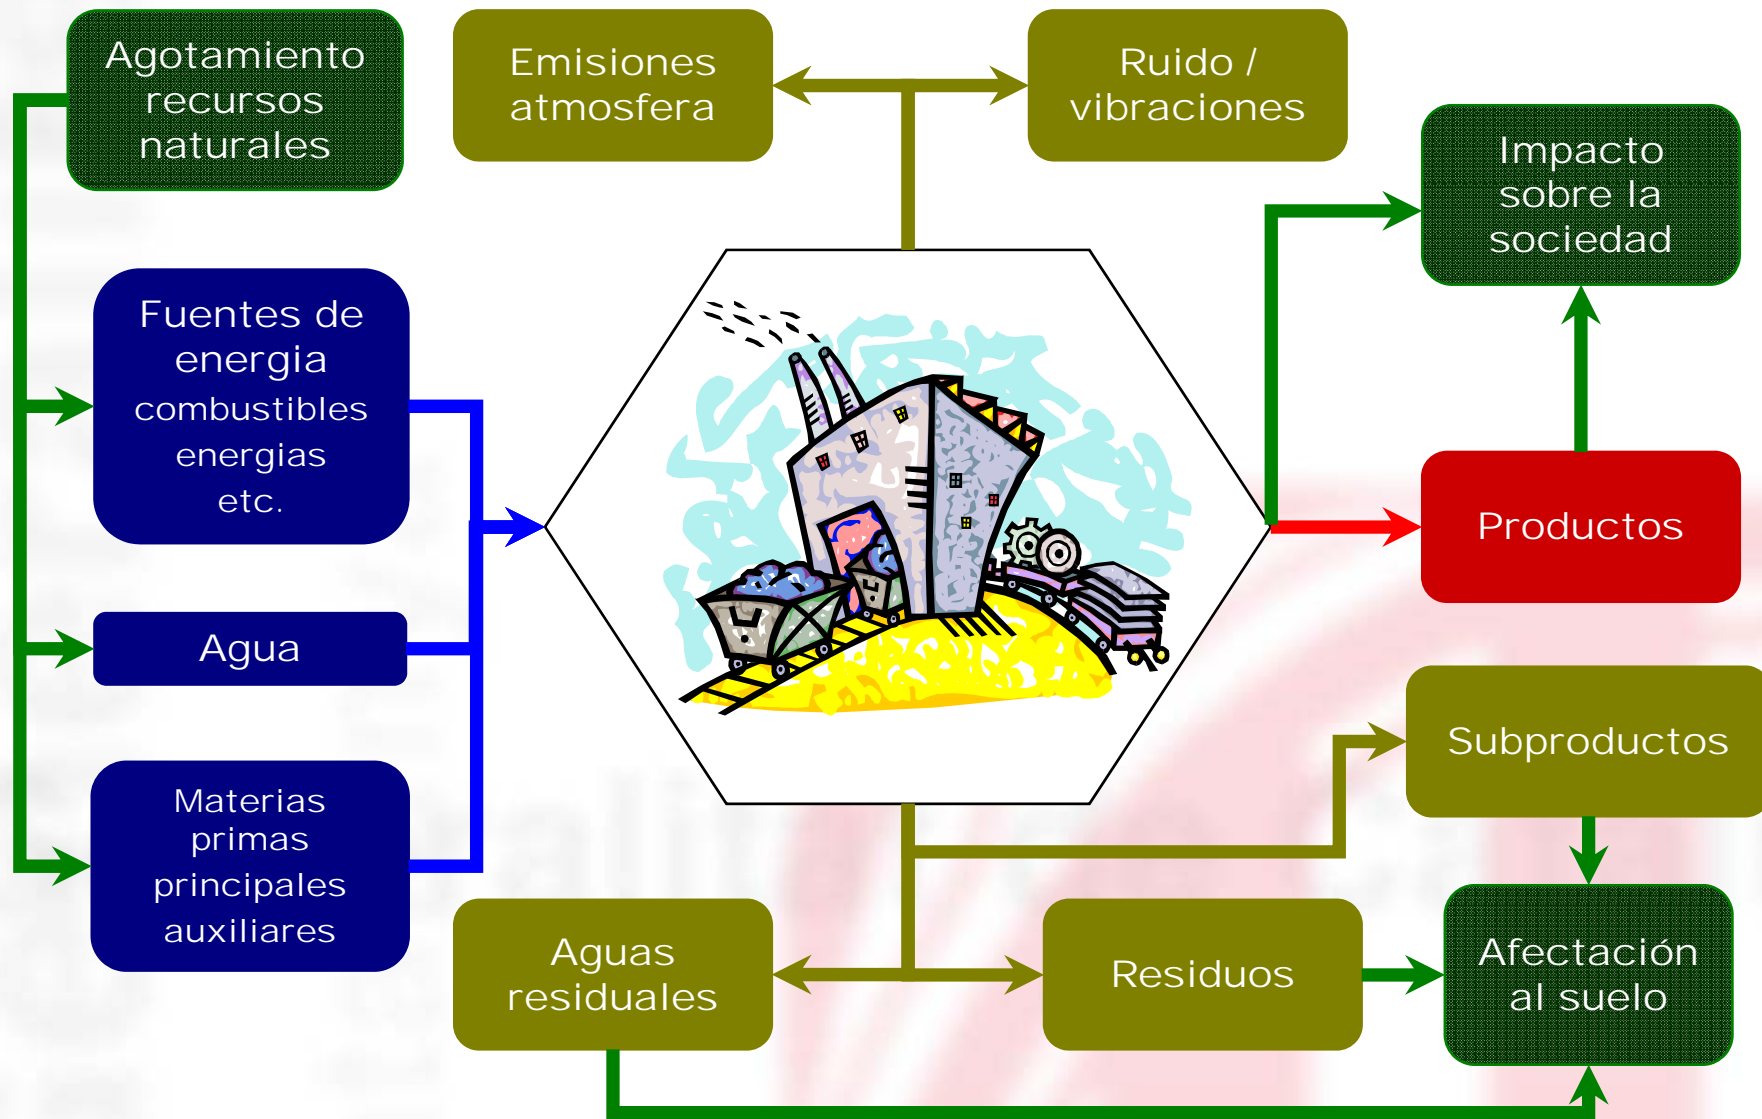 Agotamiento
recursos
naturales
Emisiones
atmosfera
Ruido /
vibraciones
Impacto
sobre la
sociedad
Fuentes de
energia
combustibles
energias
etc.
Productos
Agua
Subproductos
Materias
primas
principales
auxiliares
Aguas
residuales
Residuos
Afectación
al suelo